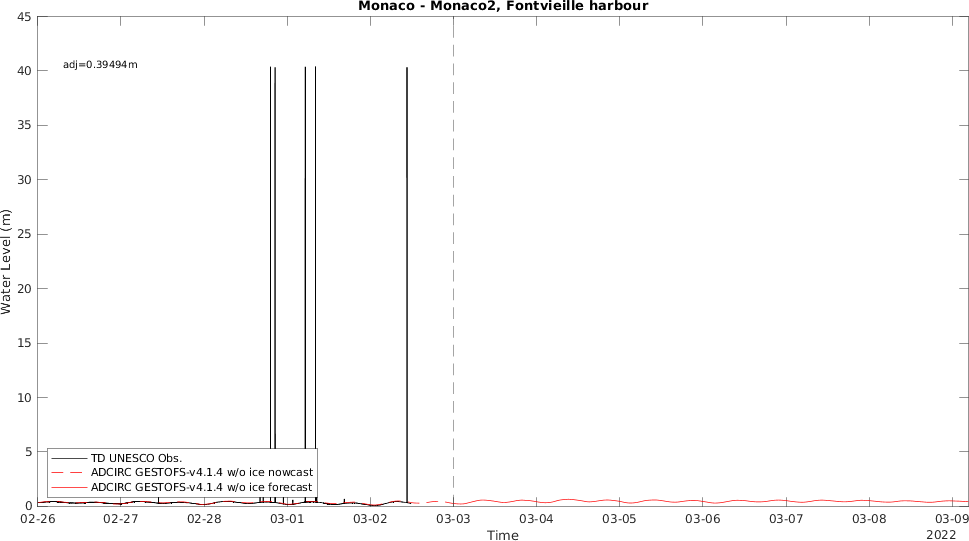 Monaco - Monaco2, Fontvieille harbour
45
40
35
30
25
20
15
10
5
0
Water Level (m)
adj=0.39494m
TD UNESCO Obs.
ADCIRC GESTOFS-v4.1.4 w/o ice nowcast
ADCIRC GESTOFS-v4.1.4 w/o ice forecast
02-26 02-27 02-28 03-01 03-02 03-03 03-04 03-05 03-06 03-07 03-08 03-09
2022
Time